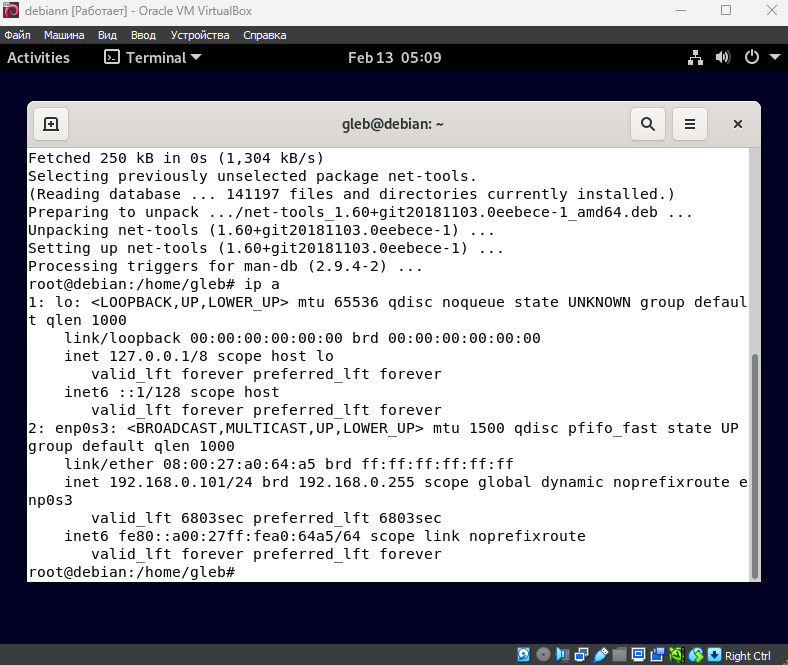 debiann [Работает] - Oracle VM VirtualBox
Файл Машина Вид Ввод Устройства Справка
Activities Terminal Feb 13 05:09
gleb@debian: ~
Fetched 250 kB in 0s (1,304 kB/s)
Selecting previously unselected package net-tools.
(Reading database ... 141197 files and directories currently installed.)
Preparing to unpack .../net-tools_1.60+git20181103.0eebece-1_amd64.deb ...
Unpacking net-tools (1.60+git20181103.0eebece-1) ...
Setting up net-tools (1.60+git20181103.0eebece-1) ...
Processing triggers for man-db (2.9.4-2) ...
root@debian:/home/gleb# ip a
1: lo: <LOOPBACK,UP,LOWER_UP> mtu 65536 qdisc noqueue state UNKNOWN group defaul
t qlen 1000
    link/loopback 00:00:00:00:00:00 brd 00:00:00:00:00:00
    inet 127.0.0.1/8 scope host lo
       valid_lft forever preferred_lft forever
    inet6 ::1/128 scope host
       valid_lft forever preferred_lft forever
2: enp0s3: <BROADCAST,MULTICAST,UP,LOWER_UP> mtu 1500 qdisc pfifo_fast state UP
group default qlen 1000
    link/ether 08:00:27:a0:64:a5 brd ff:ff:ff:ff:ff:ff
    inet 192.168.0.101/24 brd 192.168.0.255 scope global dynamic noprefixroute e
np0s3
       valid_lft 6803sec preferred_lft 6803sec
    inet6 fe80::a00:27ff:fea0:64a5/64 scope link noprefixroute
       valid_lft forever preferred_lft forever
root@debian:/home/gleb#
Right Ctrl